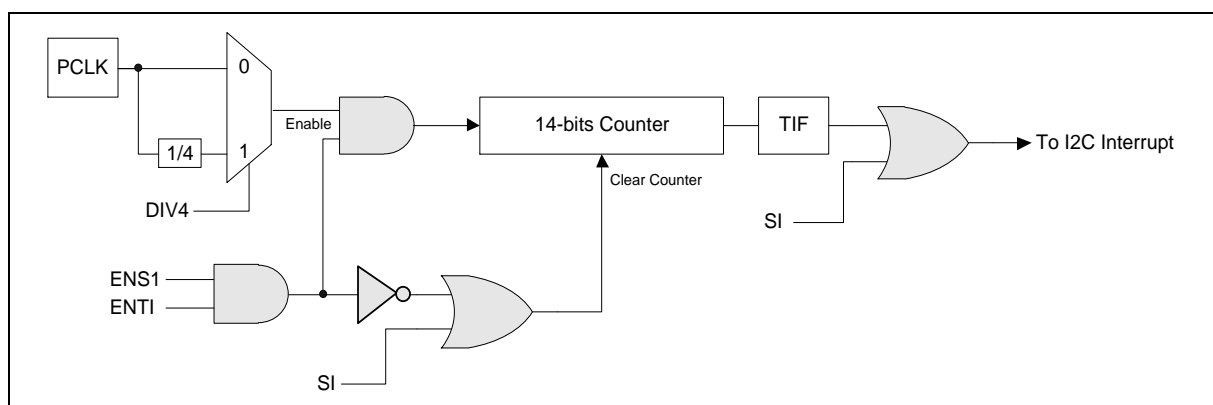 PCLK
0
1/4
1
DIV4
Enable
14-bits Counter
TIF
To I2C Interrupt
Clear Counter
SI
ENS1
ENTI
SI